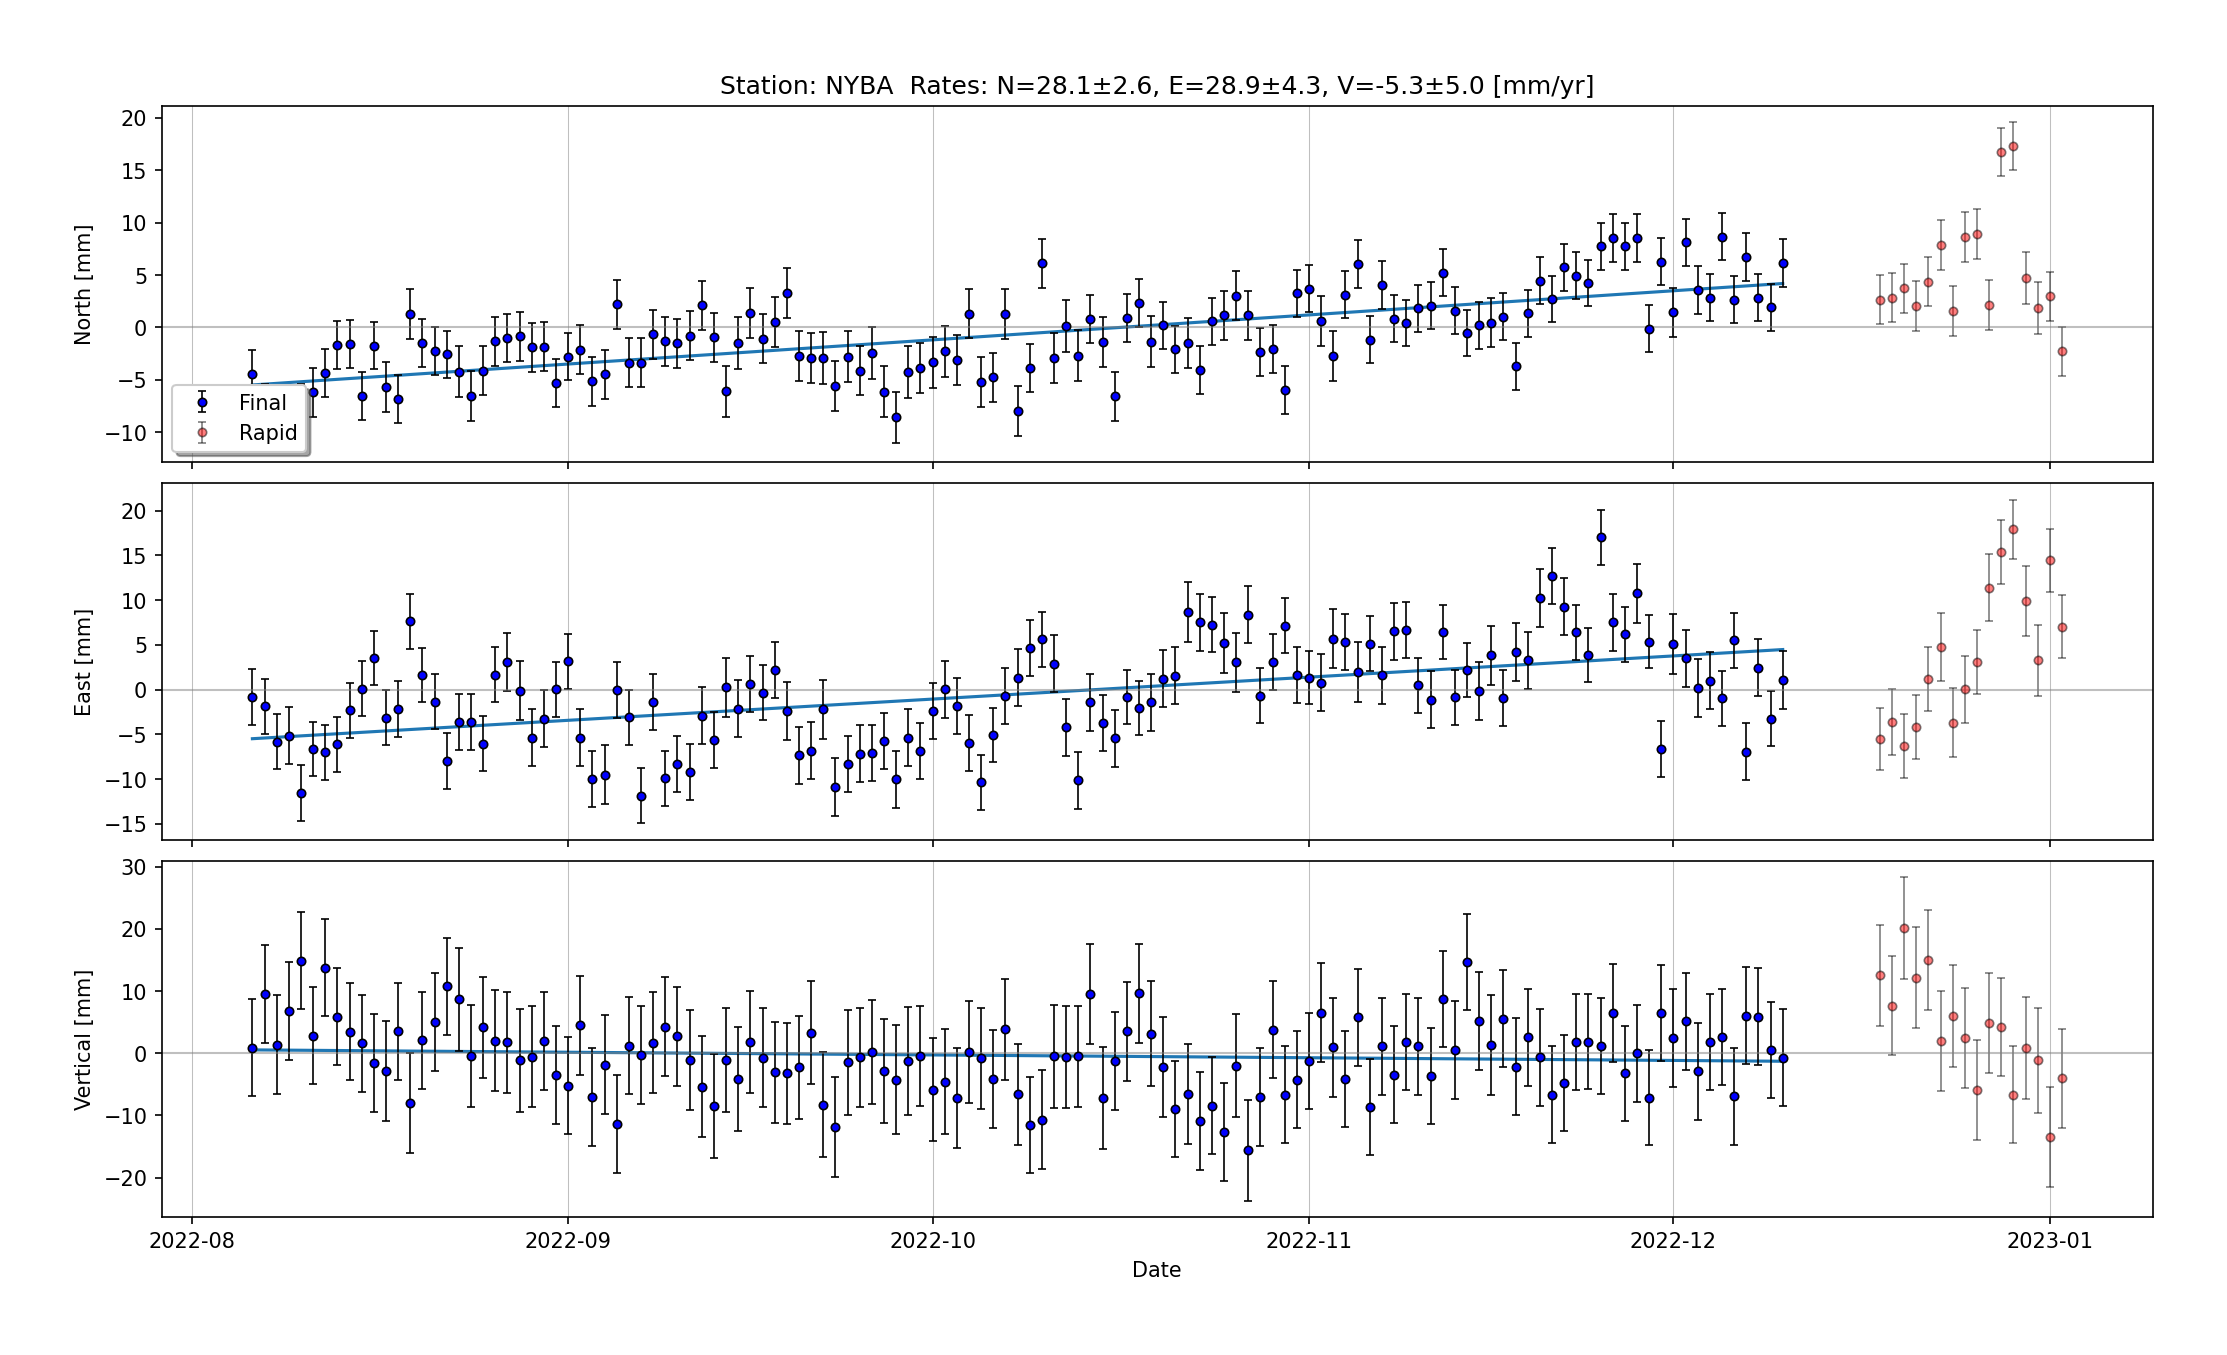 Station: NYBA  Rates: N=28.1±2.6, E=28.9±4.3, V=-5.3±5.0 [mm/yr]
20
15
10
5
0
−5
−10
North [mm]
Final
Rapid
20
15
10
5
0
−5
−10
−15
East [mm]
30
20
10
0
−10
−20
Vertical [mm]
2022-08 2022-09 2022-10 2022-11 2022-12 2023-01
Date